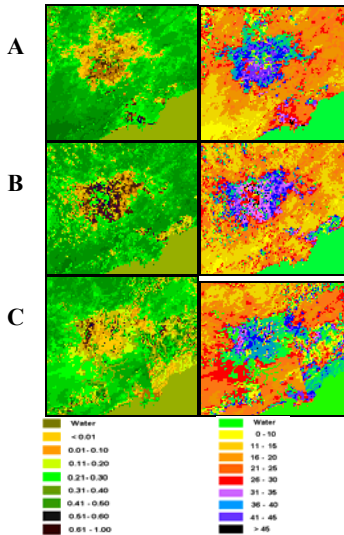 A
B
C
Water
< 0.01
0.01- 0.10
0.11- 0.20
0.21- 0.30
0.31- 0.40
0.41 - 0.50
0.51- 0.60
0.61 - 1.00
Water
0 - 10
11 - 15
16 - 20
21 - 25
26 - 30
31 - 35
36 - 40
41 - 45
> 45